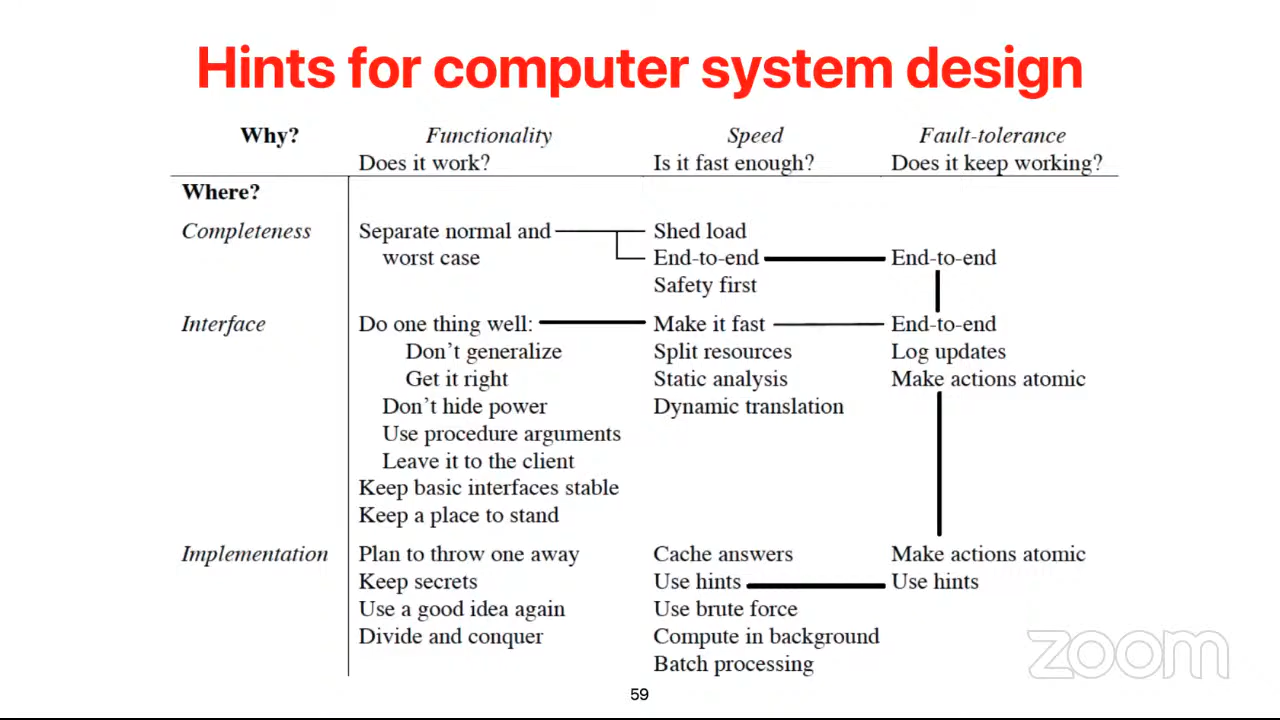 Hints for computer system design
Why? Functionality Speed Fault-tolerance
Does it work? Is it fast enough? Does it keep working?
Where?
Completeness Separate normal and Shed load
worst case End-to-end End-to-end
Safety first
Interface Do one thing well: Make it fast End-to-end
Don't generalize Split resources Log updates
Get it right Static analysis Make actions atomic
Don't hide power Dynamic translation
Use procedure arguments
Leave it to the client
Keep basic interfaces stable
Keep a place to stand
Implementation Plan to throw one away Cache answers Make actions atomic
Keep secrets Use hints Use hints
Use a good idea again Use brute force
Divide and conquer Compute in background
Batch processing
zoom
59